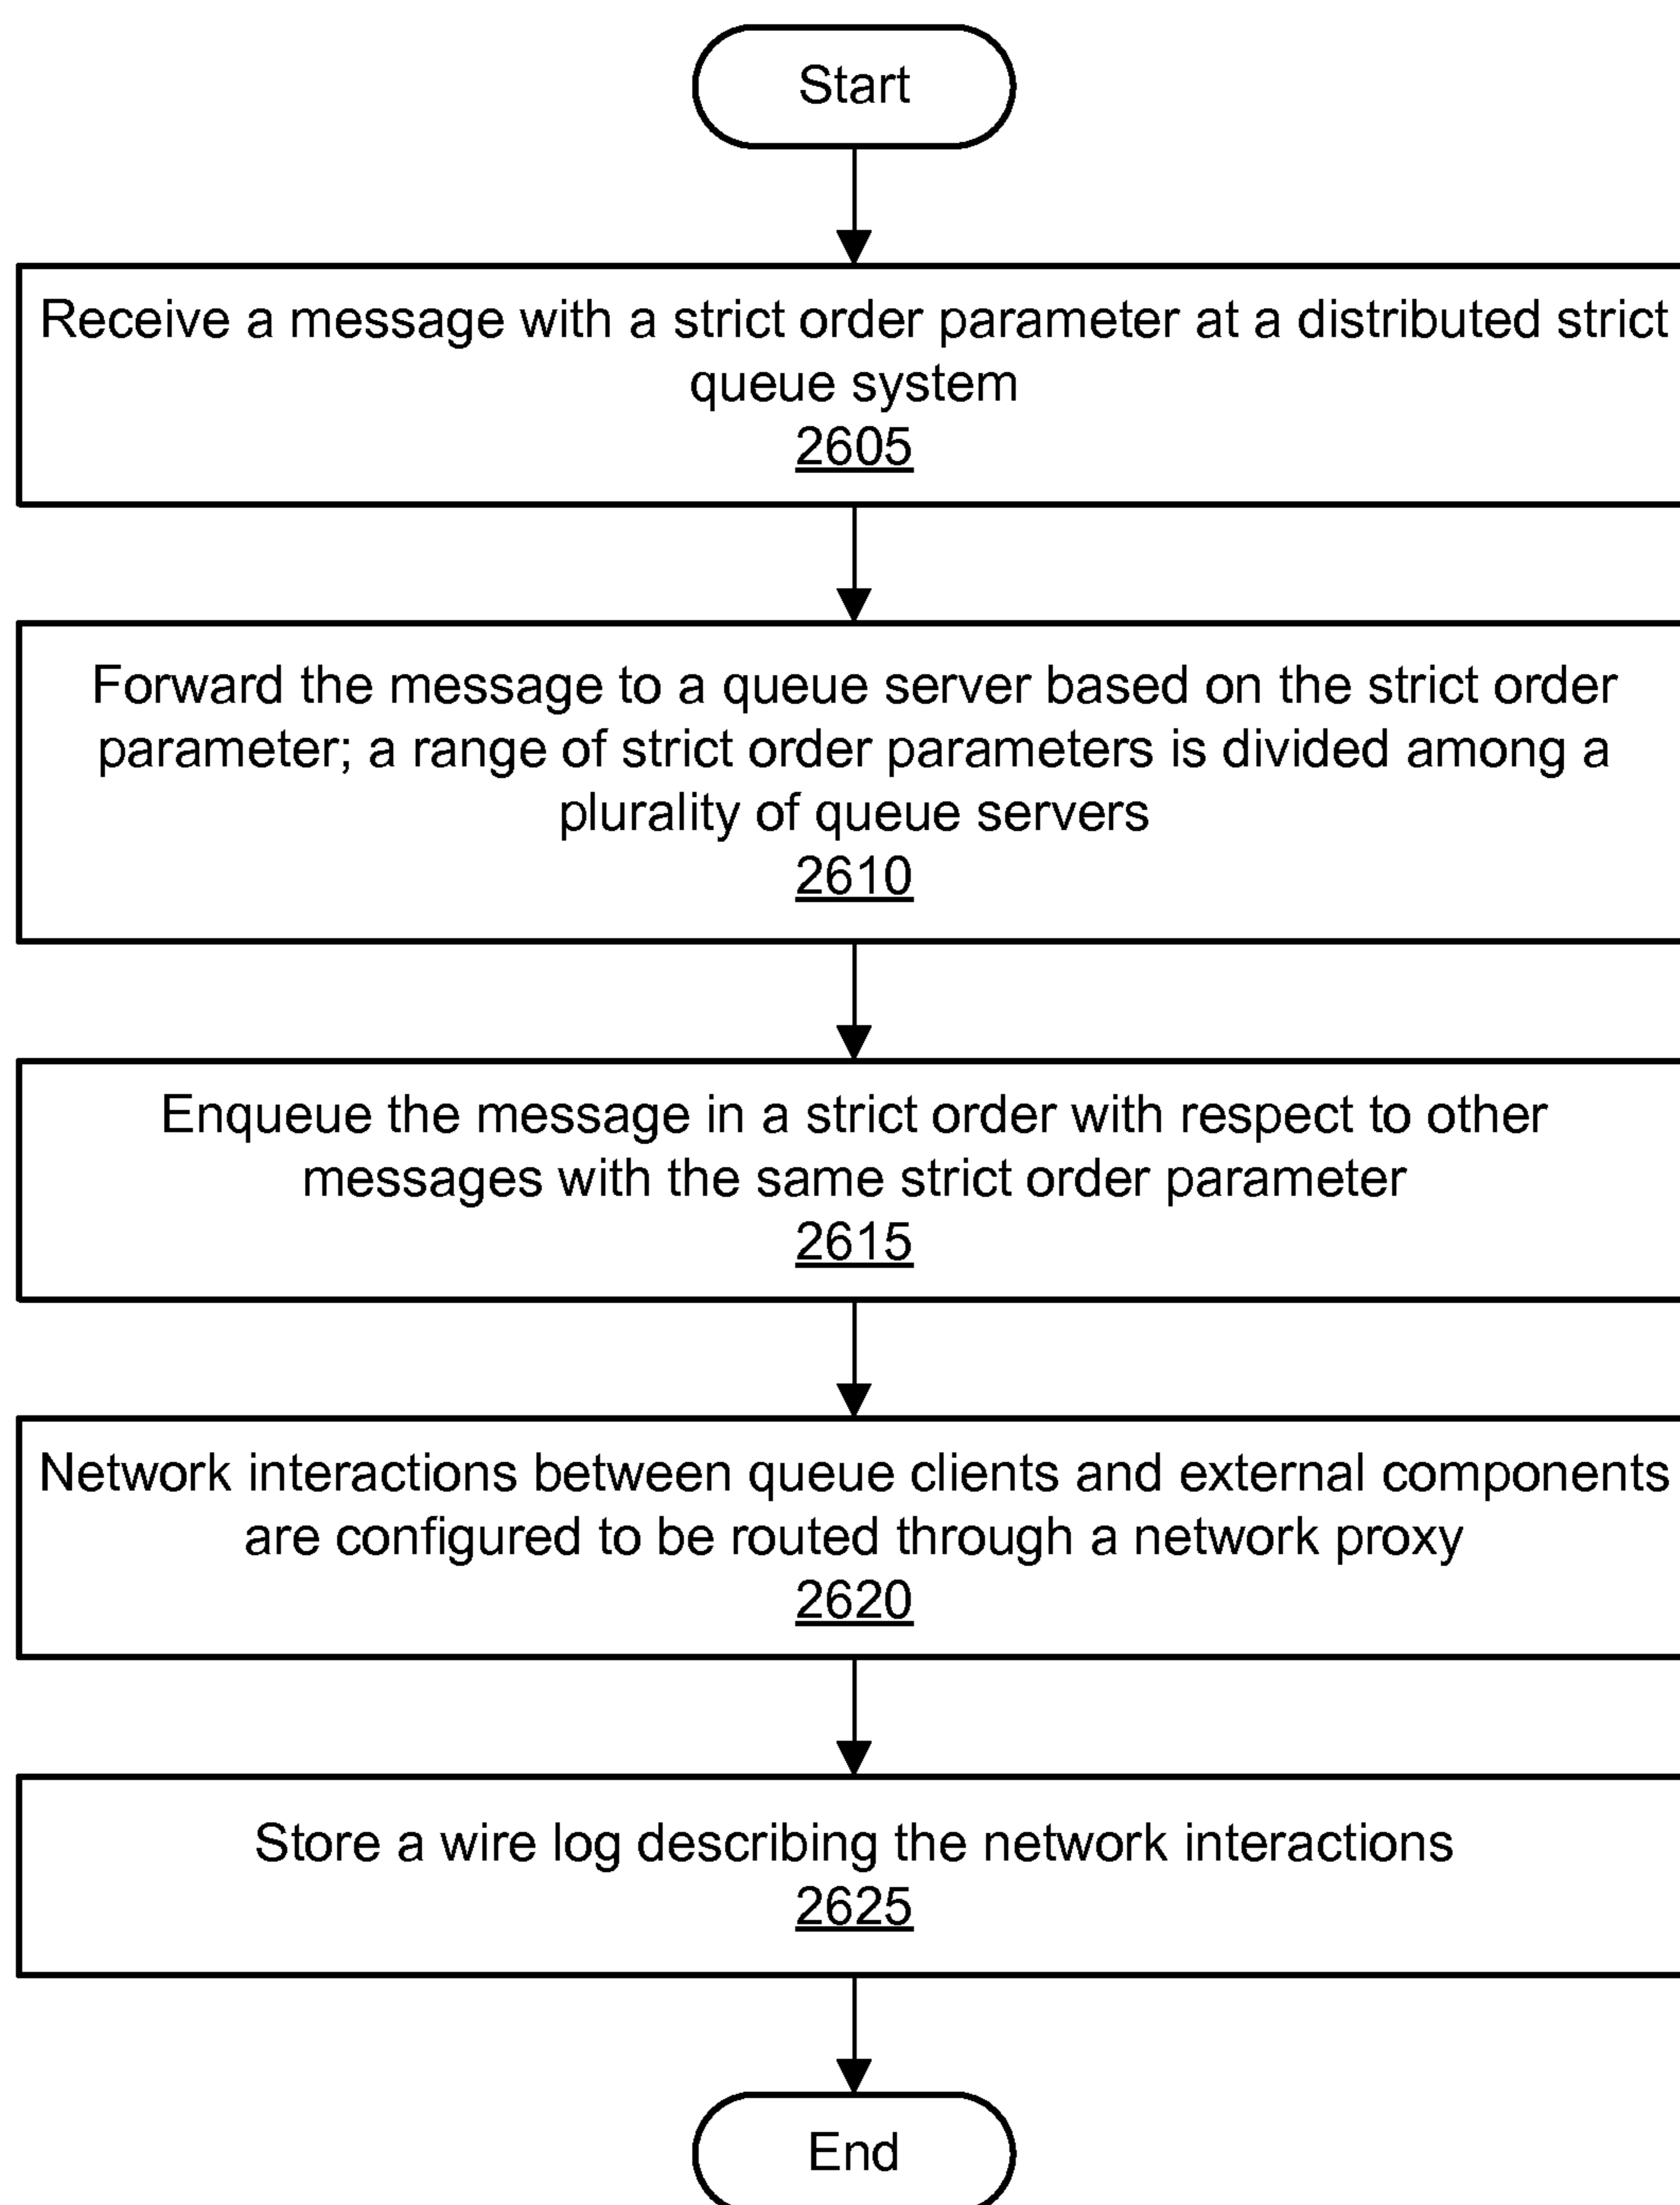 Start
Receive a message with a strict order parameter at a distributed strict
queue system
2605
Forward the message to a queue server based on the strict order
parameter; a range of strict order parameters is divided among a
plurality of queue servers
2610
Enqueue the message in a strict order with respect to other
messages with the same strict order parameter
2615
Network interactions between queue clients and external components
are configured to be routed through a network proxy
2620
Store a wire log describing the network interactions
2625
End